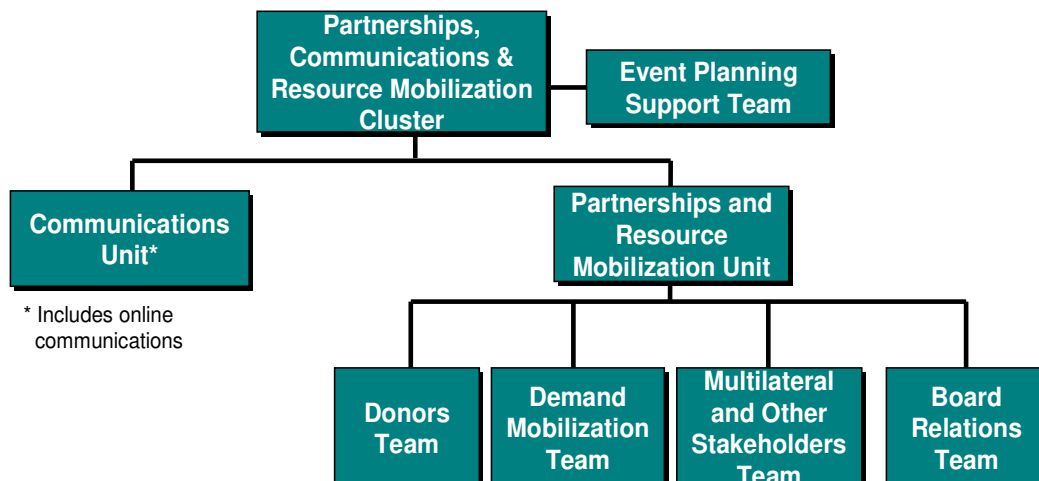 Partnerships,
Communications &
Resource Mobilization
Cluster
Event Planning
Support Team
Communications
Unit*
* Includes online
communications
Partnerships and
Resource
Mobilization Unit
Donors
Team
Demand
Mobilization
Team
Multilateral
and Other
Stakeholders
Team
Board
Relations
Team